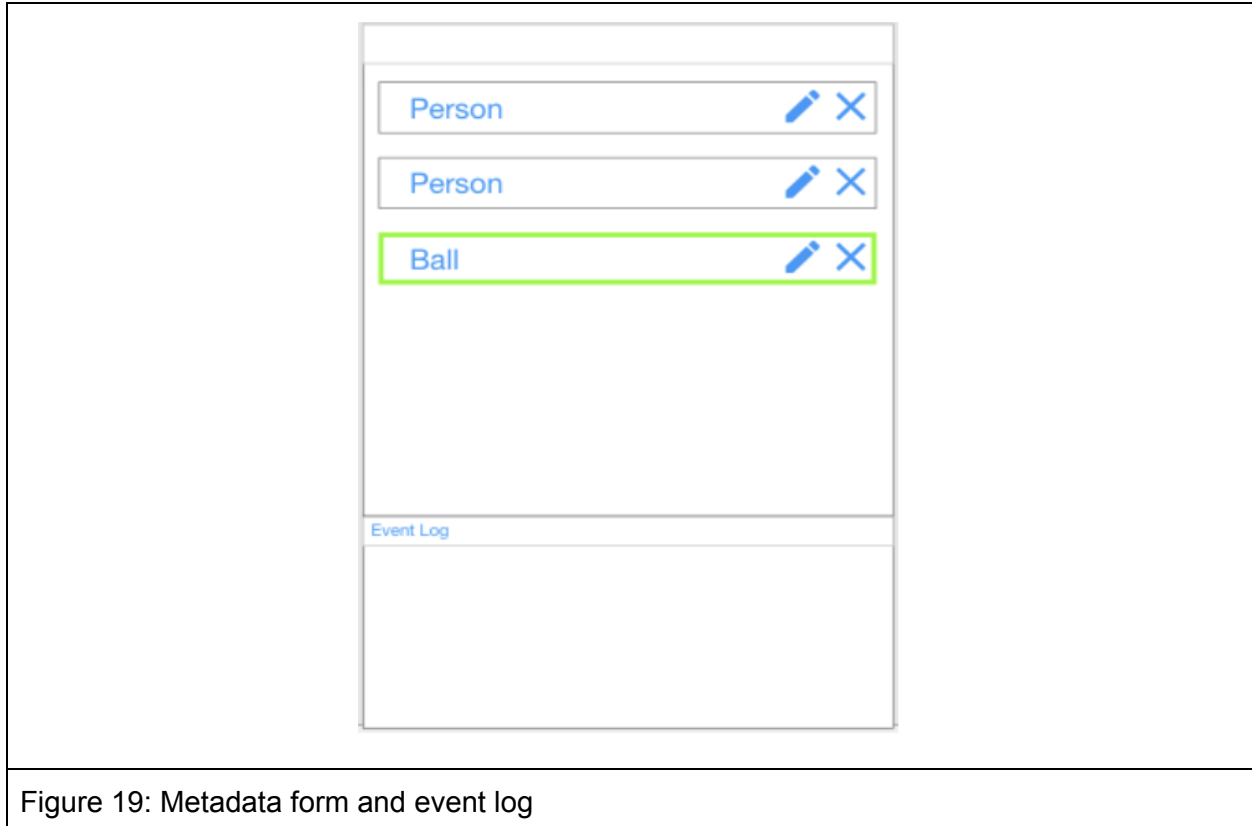 Person
Person
Ball
Event Log
Figure 19: Metadata form and event log